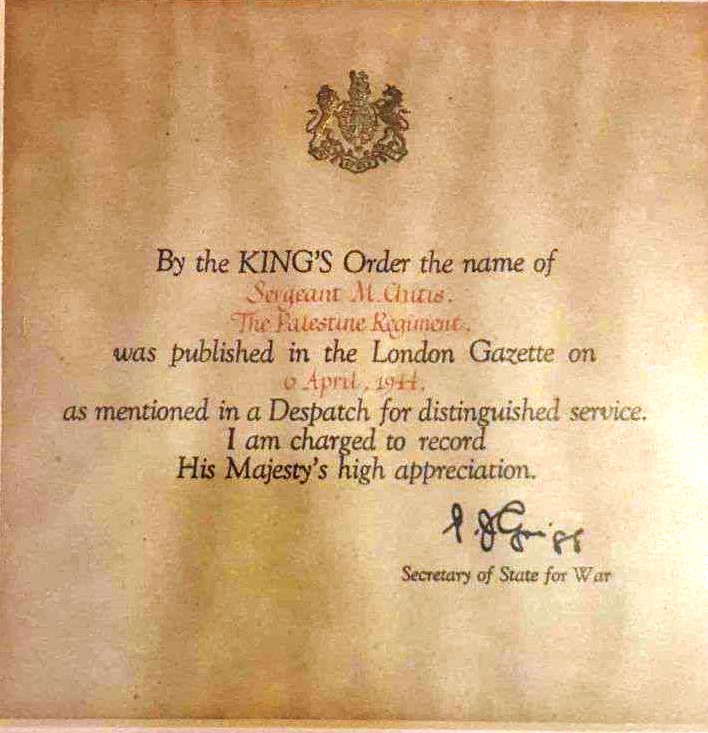 By the KING'S Order the name of
Sergeant M. Chitis.
The Palestine Regiment.
was published in the London Gazette on
6 April, 1944.
as mentioned in a Despatch for distinguished service.
I am charged to record
His Majesty's high appreciation.
P. J. Grigg
Secretary of State for War